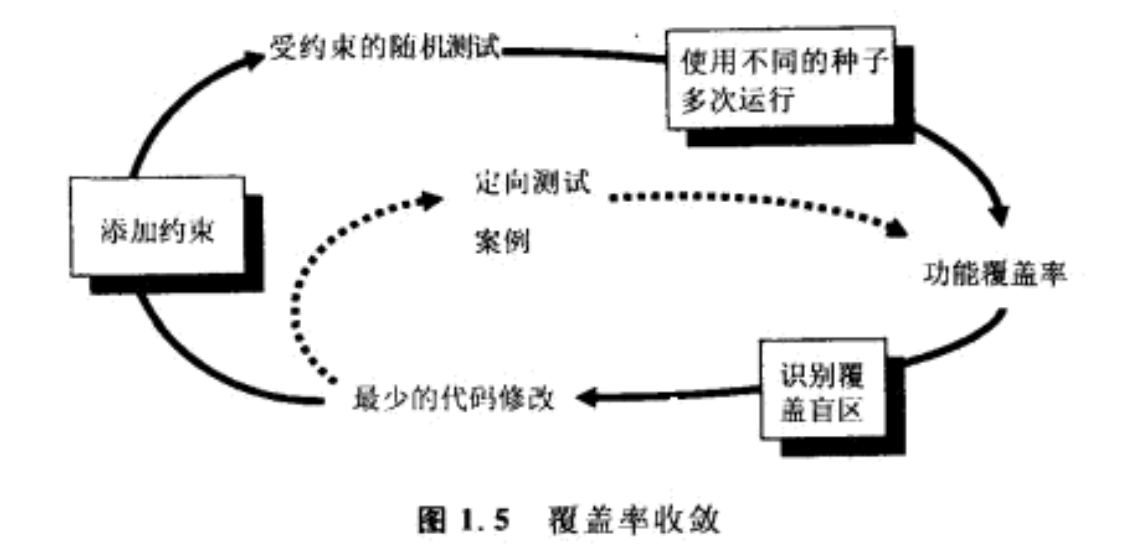 受约束的随机测试
使用不同的种子
多次运行
定向测试
案例
添加约束
功能覆盖率
识别覆
盖盲区
最少的代码修改
图 1.5 覆盖率收敛